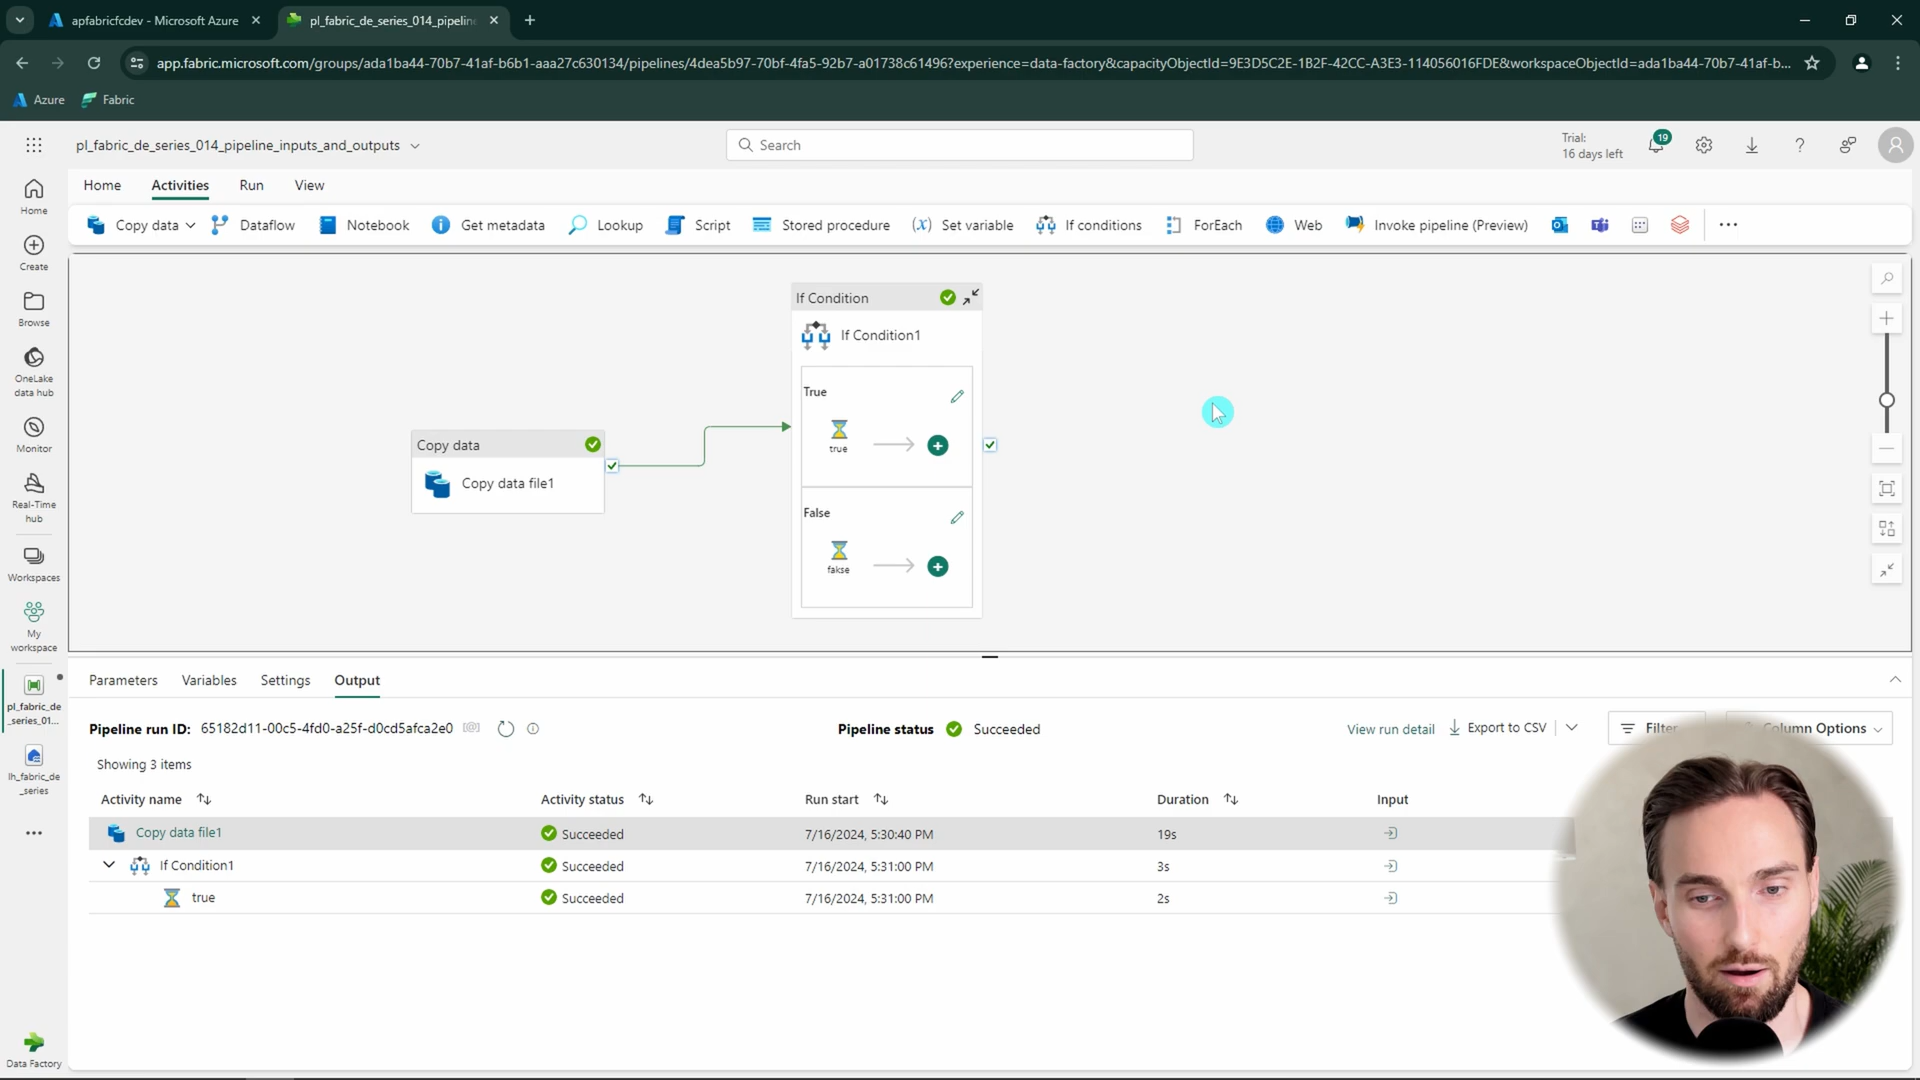 apfabricfcdev - Microsoft Azure
pl_fabric_de_series_014_pipelin
app.fabric.microsoft.com/groups/ada1ba44-70b7-41af-b6b1-aaa27c630134/pipelines/4dea5b97-70bf-4fa5-92b7-a01738c61496?experience=data-factory&capacityObjectId=9E3D5C2E-1B2F-42CC-A3E3-114056016FDE&workspaceObjectId=ada1ba44-70b7-41af-b...
Azure
Fabric
pl_fabric_de_series_014_pipeline_inputs_and_outputs
Search
Trial:
16 days left
19
Home
Activities
Run
View
Copy data
Dataflow
Notebook
Get metadata
Lookup
Script
Stored procedure
(x) Set variable
If conditions
ForEach
Web
Invoke pipeline (Preview)
Home
Create
Browse
OneLake
data hub
Monitor
Real-Time
hub
Workspaces
My
workspace
pl_fabric_de
_series_01...
lh_fabric_de
_series
Data Factory
Copy data
Copy data file1
If Condition
If Condition1
True
true
False
fakse
Parameters
Variables
Settings
Output
Pipeline run ID: 65182d11-00c5-4fd0-a25f-d0cd5afca2e0
Pipeline status
Succeeded
View run detail
Export to CSV
Filter
Column Options
Showing 3 items
Activity name
Activity status
Run start
Duration
Input
Copy data file1
Succeeded
7/16/2024, 5:30:40 PM
19s
If Condition1
Succeeded
7/16/2024, 5:31:00 PM
3s
true
Succeeded
7/16/2024, 5:31:00 PM
2s